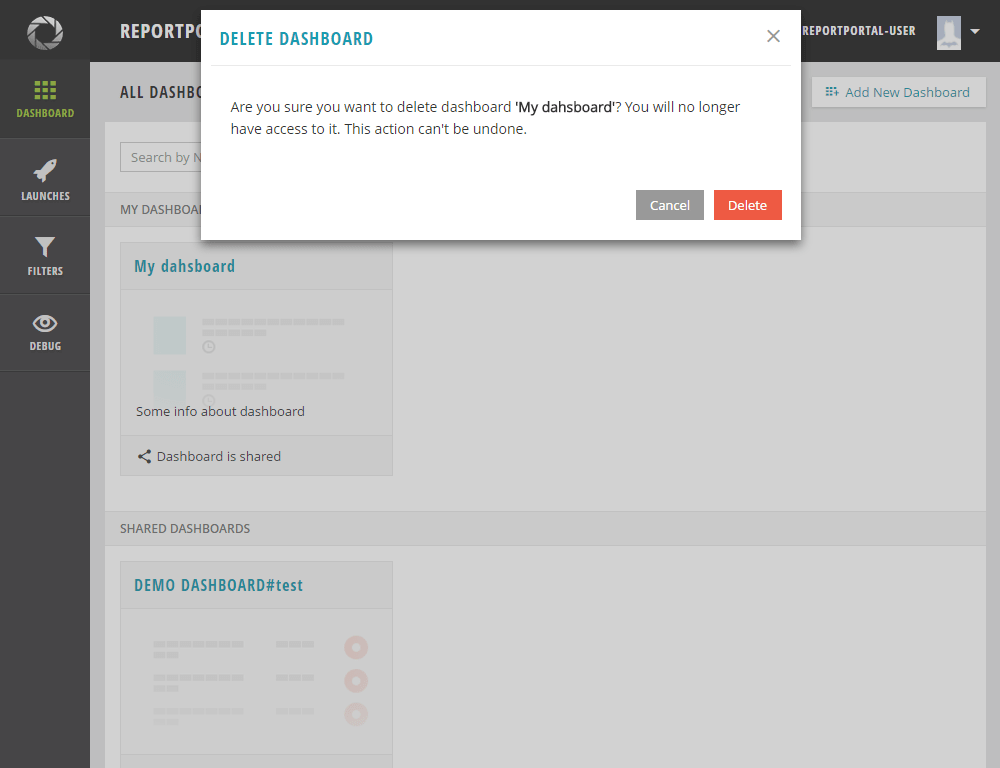 REPORTPO
REPORTPORTAL-USER
DELETE DASHBOARD
Are you sure you want to delete dashboard 'My dahsboard'? You will no longer
have access to it. This action can't be undone.
Cancel
Delete
DASHBOARD
LAUNCHES
FILTERS
DEBUG
ALL DASHBO
Add New Dashboard
Search by N
MY DASHBOA
My dahsboard
Some info about dashboard
Dashboard is shared
SHARED DASHBOARDS
DEMO DASHBOARD#test